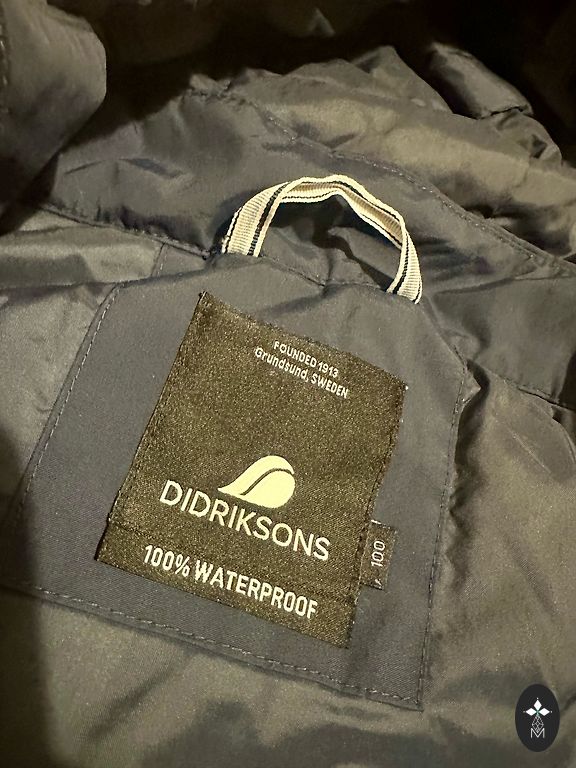 FOUNDED 1913
Grundsund, SWEDEN
DIDRIKSONS
100% WATERPROOF
100